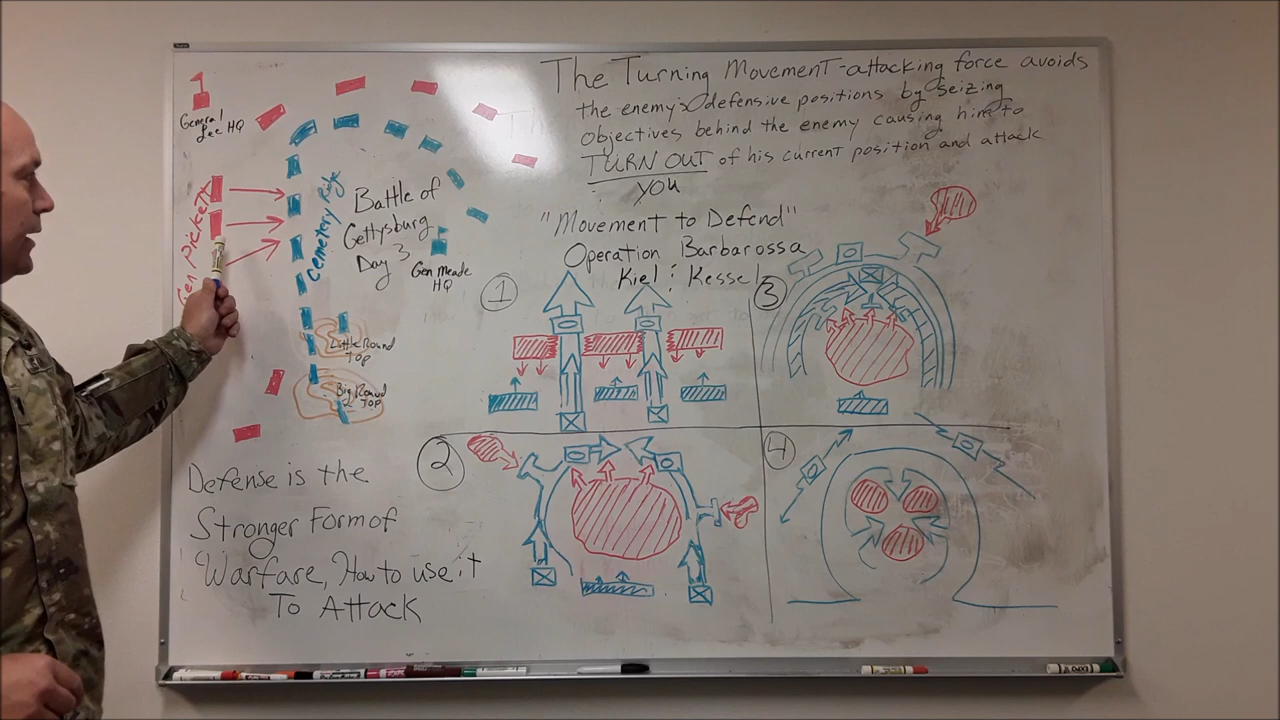 The Turning Movement-attacking force avoids
the enemy's defensive positions by seizing
objectives behind the enemy causing him to
TURN OUT of his current position and attack
you
"Movement to Defend"
Operation Barbarossa
Kiel : Kessel
General
Lee HQ
Gen Pickett
Cemetery Ridge
Battle of
Gettysburg
Day 3
Gen Meade
HQ
Little Round
Top
Big Round
Top
Defense is the
Stronger Form of
Warfare, How to use it
To Attack
1
2
3
4